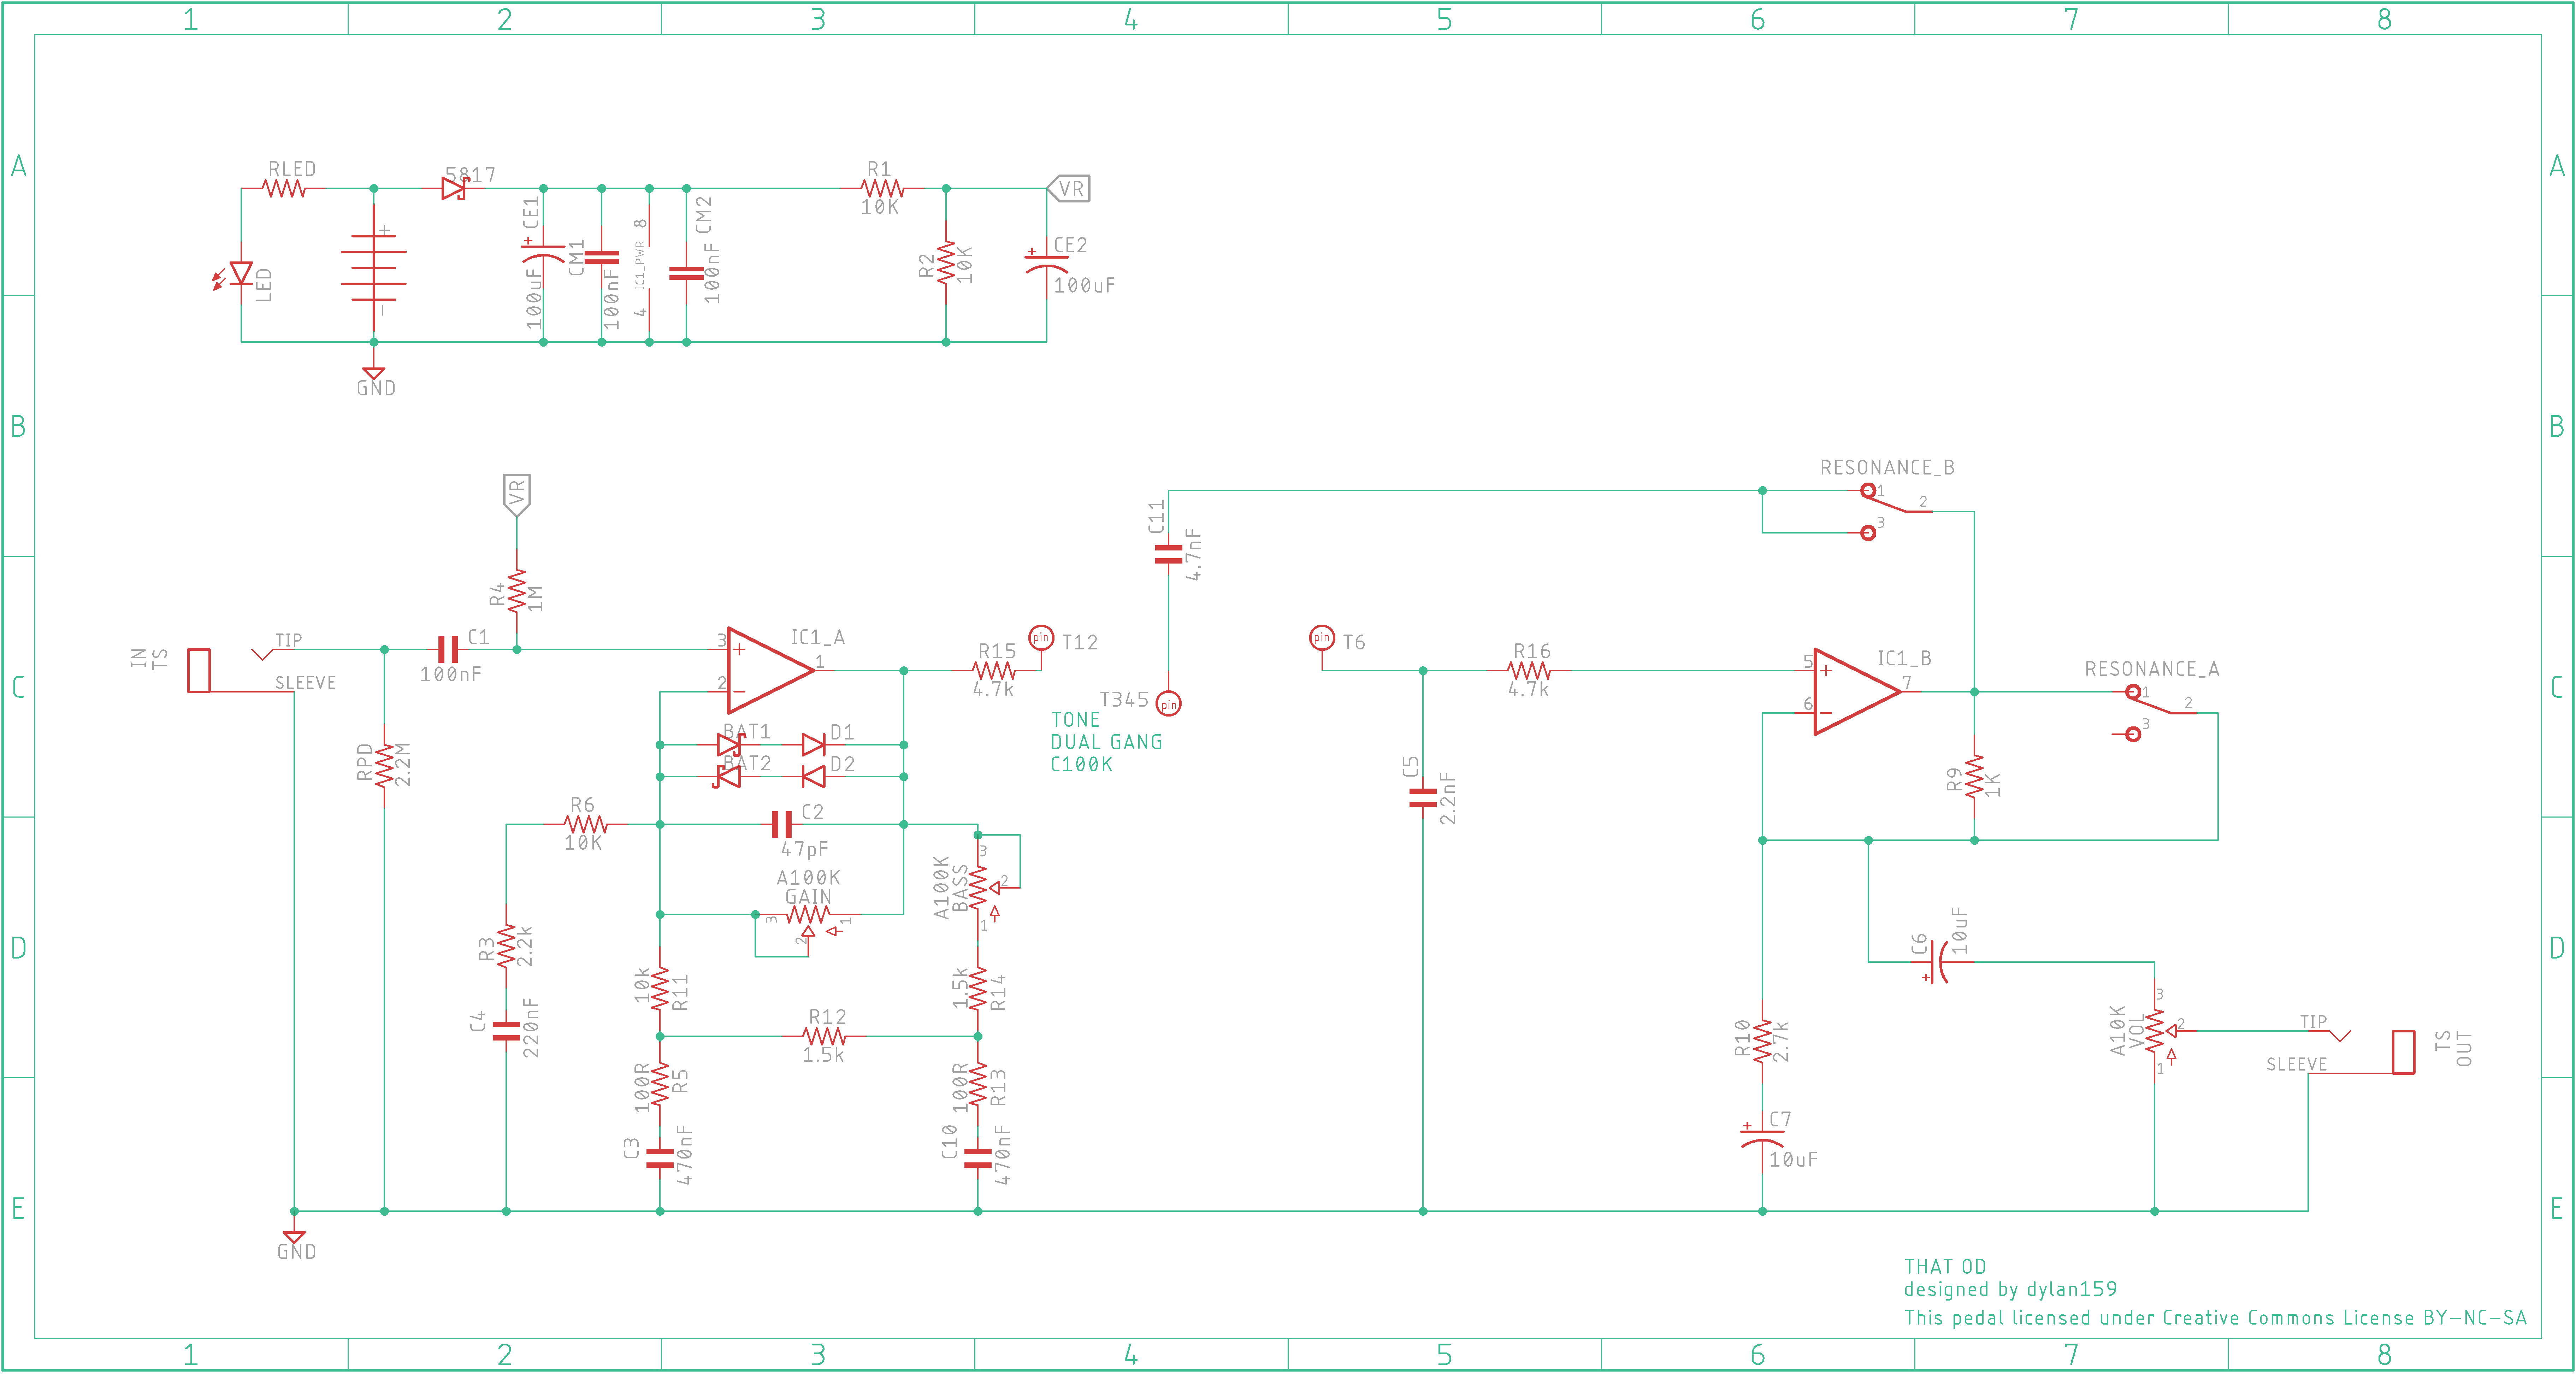 1 2 3 4 5 6 7 8
A A
RLED
5817
R1
10K
VR
CE1
100uF
CM1
100nF
IC1_PWR
8
4
CM2
100nF
R2
10K
+
CE2
100uF
LED
+
-
+
GND
B B
VR
RESONANCE_B
1
2
3
C11
4.7nF
R4
1M
C C
IN
TS
TIP
SLEEVE
C1
100nF
3
2
+
-
1
IC1_A
R15
4.7k
pin
T12
T345
pin
TONE
DUAL GANG
C100K
pin
T6
R16
4.7k
5
6
+
-
7
IC1_B
RESONANCE_A
1
2
3
RPD
2.2M
BAT1
D1
BAT2
D2
C5
2.2nF
R9
1K
R6
10K
C2
47pF
A100K
GAIN
3
2
1
A100K
BASS
3
2
1
D D
R3
2.2k
C4
220nF
10k
R11
1.5k
R14
R12
1.5k
100R
R5
100R
R13
C3
470nF
C10
470nF
C6
10uF
+
R10
2.7k
+
C7
10uF
A10K
VOL
3
2
1
TIP
SLEEVE
TS
OUT
E E
GND
THAT OD
designed by dylan159
This pedal licensed under Creative Commons License BY-NC-SA
1 2 3 4 5 6 7 8